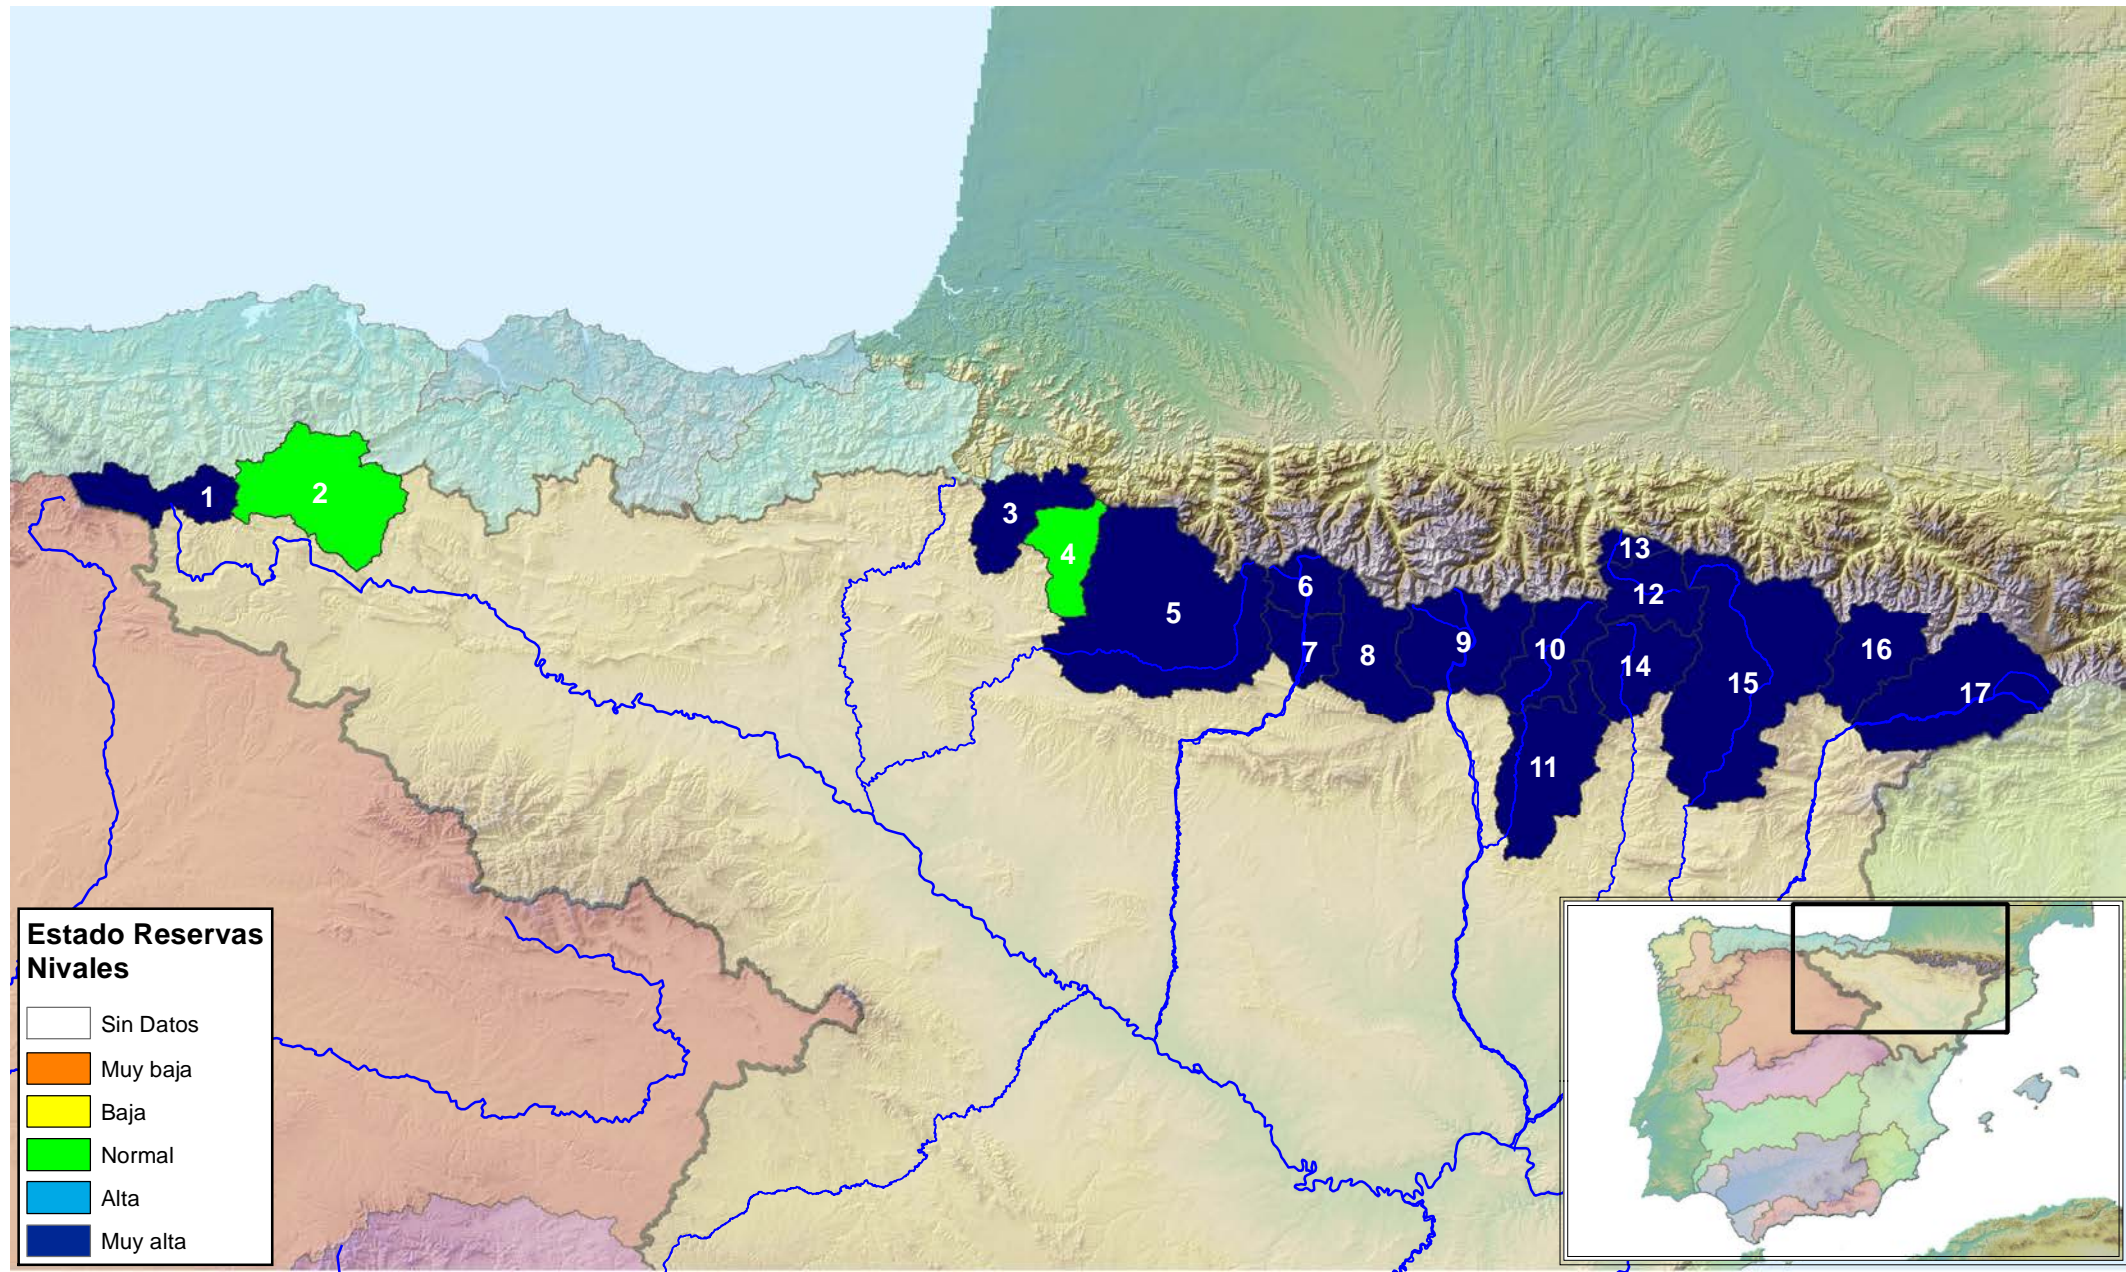 1
2
3
4
5
6
7
8
9
10
11
12
13
14
15
16
17
Estado Reservas
Nivales
Sin Datos
Muy baja
Baja
Normal
Alta
Muy alta